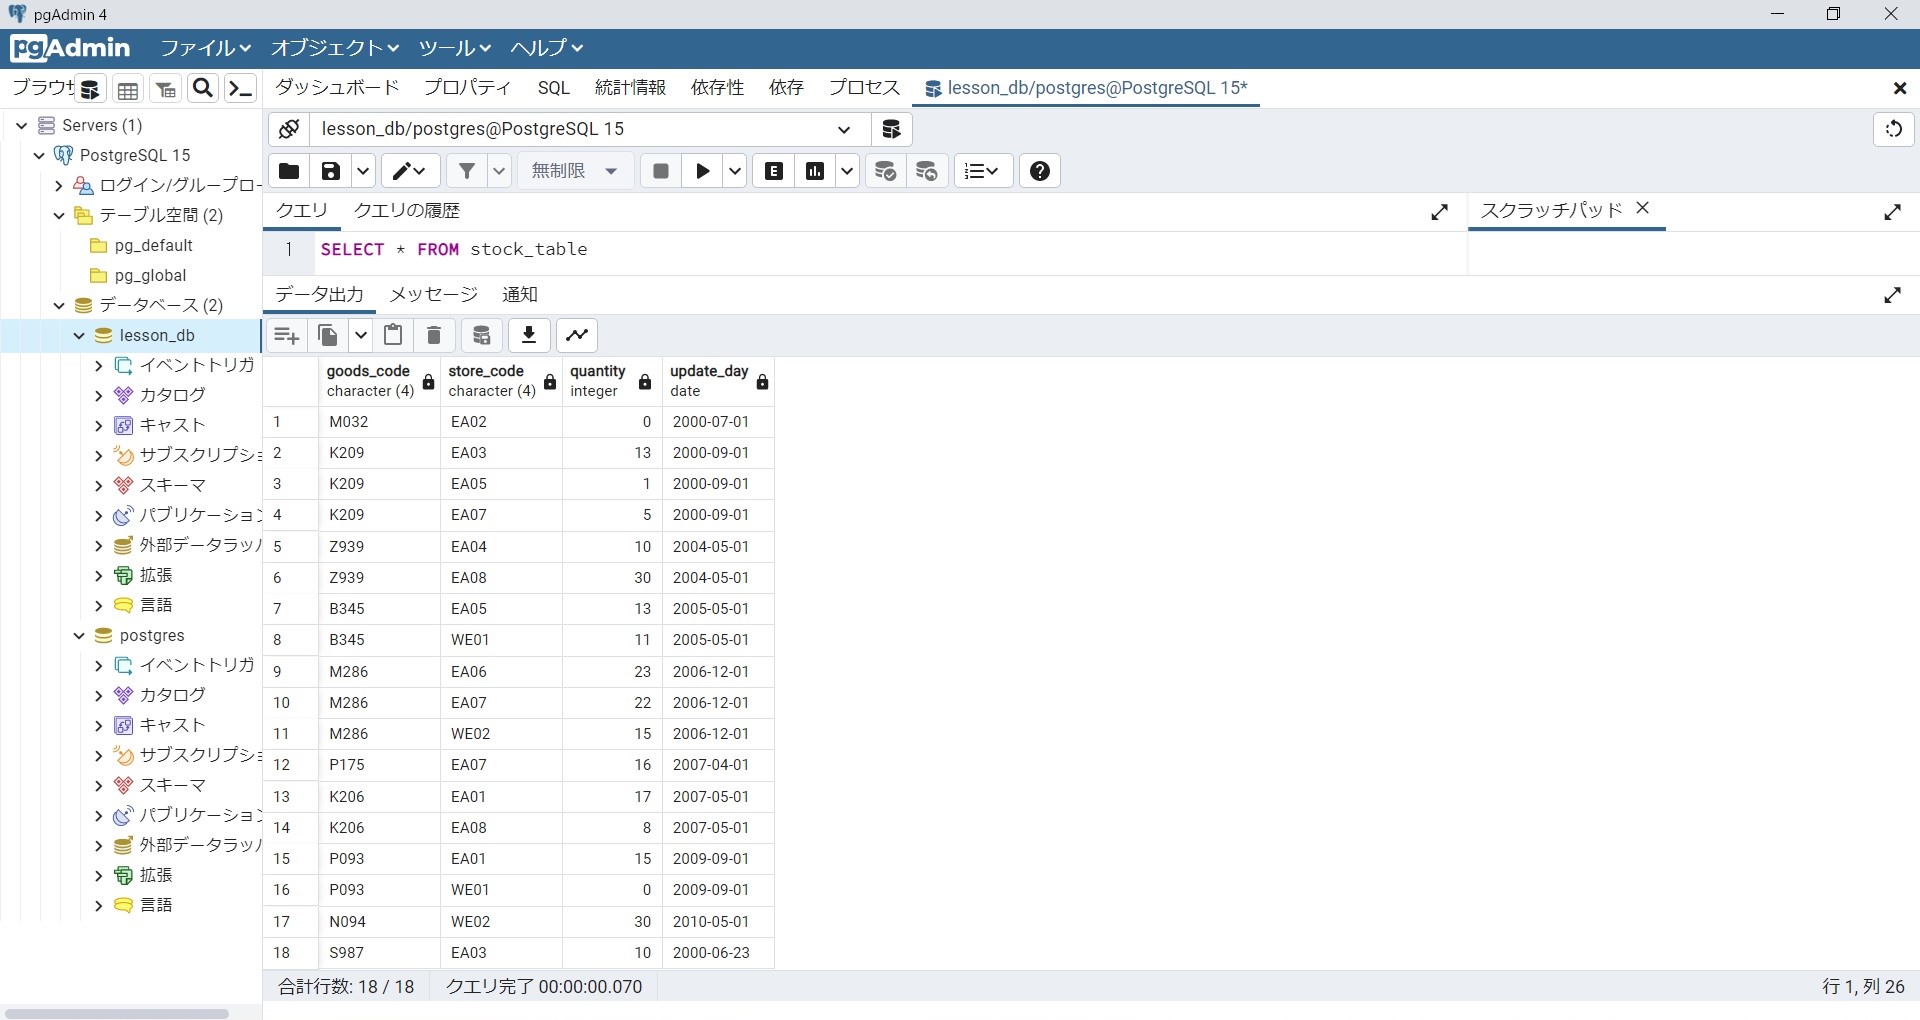 pgAdmin 4
pgAdmin ファイル オブジェクト ツール ヘルプ
ブラウザ
ダッシュボード プロパティ SQL 統計情報 依存性 依存 プロセス lesson_db/postgres@PostgreSQL 15*
Servers (1)
PostgreSQL 15
ログイン/グループロー
テーブル空間 (2)
pg_default
pg_global
データベース (2)
lesson_db
イベントトリガ
カタログ
キャスト
サブスクリプショ
スキーマ
パブリケーション
外部データラッパ
拡張
言語
postgres
イベントトリガ
カタログ
キャスト
サブスクリプショ
スキーマ
パブリケーション
外部データラッパ
拡張
言語
lesson_db/postgres@PostgreSQL 15
無制限 E
クエリ クエリの履歴
スクラッチパッド
1 SELECT * FROM stock_table
データ出力 メッセージ 通知
goods_code store_code quantity update_day
character (4) character (4) integer date
1 M032 EA02 0 2000-07-01
2 K209 EA03 13 2000-09-01
3 K209 EA05 1 2000-09-01
4 K209 EA07 5 2000-09-01
5 Z939 EA04 10 2004-05-01
6 Z939 EA08 30 2004-05-01
7 B345 EA05 13 2005-05-01
8 B345 WE01 11 2005-05-01
9 M286 EA06 23 2006-12-01
10 M286 EA07 22 2006-12-01
11 M286 WE02 15 2006-12-01
12 P175 EA07 16 2007-04-01
13 K206 EA01 17 2007-05-01
14 K206 EA08 8 2007-05-01
15 P093 EA01 15 2009-09-01
16 P093 WE01 0 2009-09-01
17 N094 WE02 30 2010-05-01
18 S987 EA03 10 2000-06-23
合計行数: 18 / 18 クエリ完了 00:00:00.070
行 1, 列 26